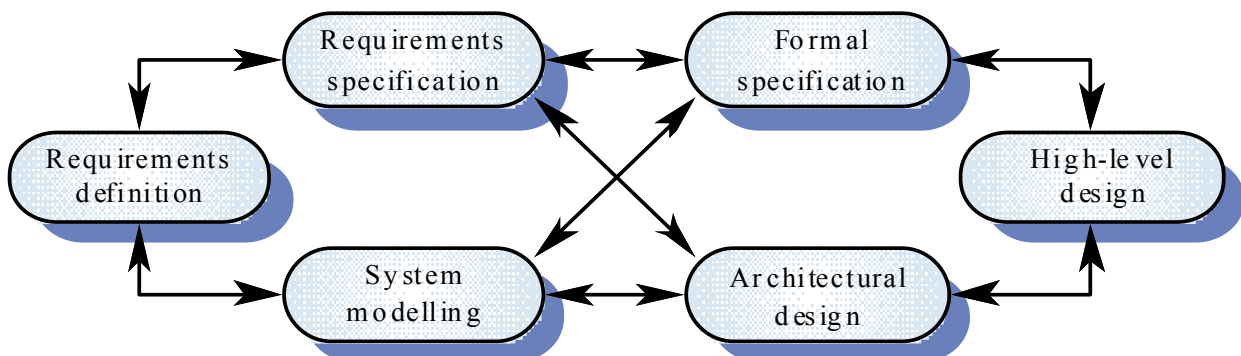 Requirements
specification
Formal
specification
Requirements
definition
High-level
design
System
modelling
Architectural
design